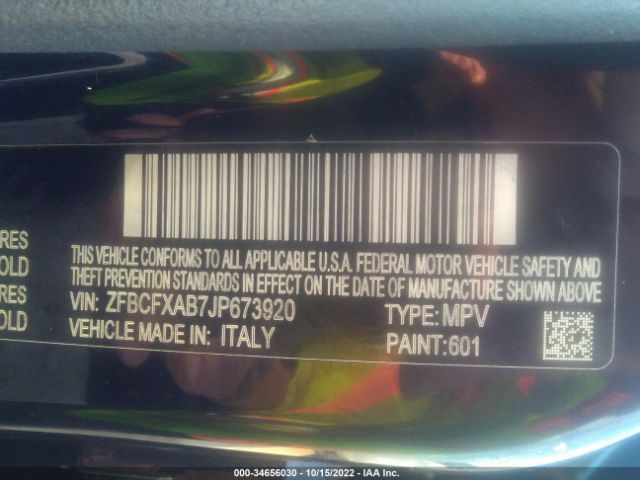 RES
OLD
RES
OLD
THIS VEHICLE CONFORMS TO ALL APPLICABLE U.S.A. FEDERAL MOTOR VEHICLE SAFETY AND
THEFT PREVENTION STANDARDS IN EFFECT ON THE DATE OF MANUFACTURE SHOWN ABOVE
VIN: ZFBCFXAB7JP673920 TYPE: MPV
VEHICLE MADE IN: ITALY PAINT:601
000-34656030 - 10/15/2022 - IAA Inc.